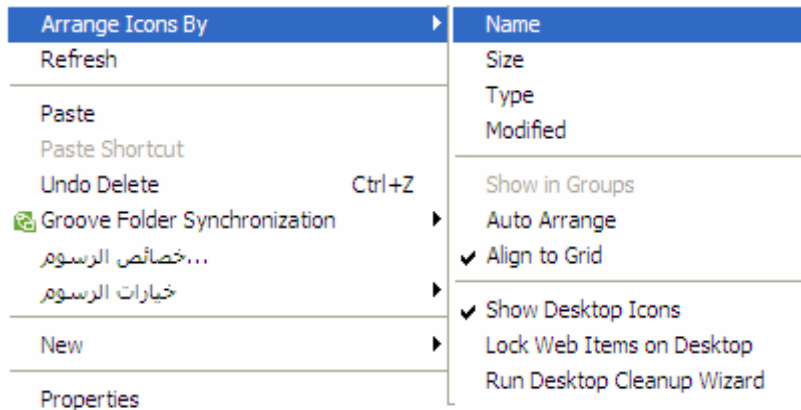 Arrange Icons By
Refresh
Paste
Paste Shortcut
Undo Delete Ctrl+Z
Groove Folder Synchronization
خصائص الرسوم...
خيارات الرسوم
New
Properties
Name
Size
Type
Modified
Show in Groups
Auto Arrange
Align to Grid
Show Desktop Icons
Lock Web Items on Desktop
Run Desktop Cleanup Wizard